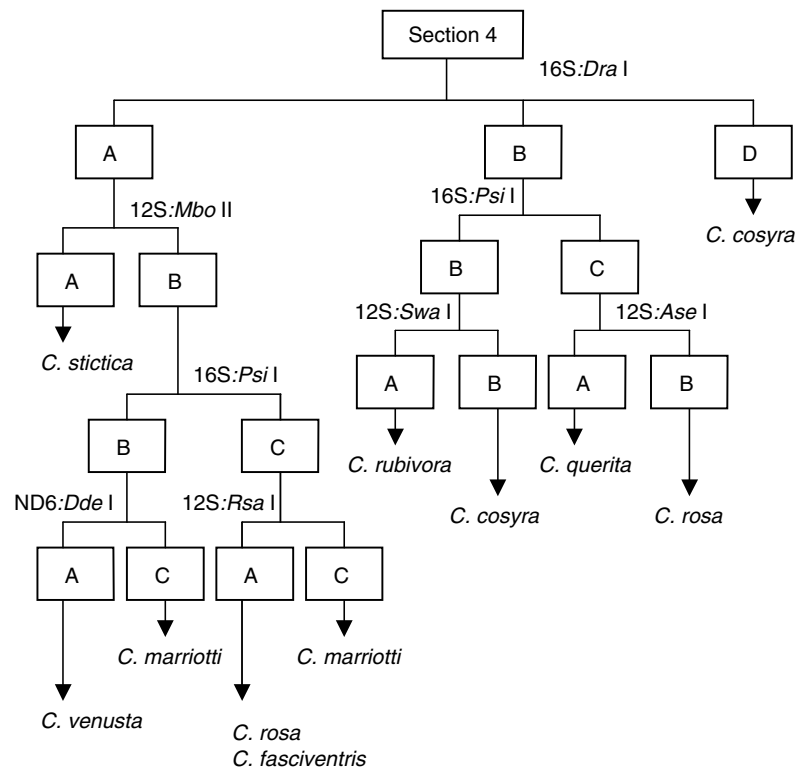 Section 4
16S:Dra I
A
B
D
12S:Mbo II
16S:Psi I
C. cosyra
A
B
B
C
C. stictica
12S:Swa I
12S:Ase I
A
B
A
B
16S:Psi I
B
C
C. rubivora
C. querita
ND6:Dde I
12S:Rsa I
C. cosyra
C. rosa
A
C
A
C
C. marriotti
C. marriotti
C. venusta
C. rosa
C. fasciventris